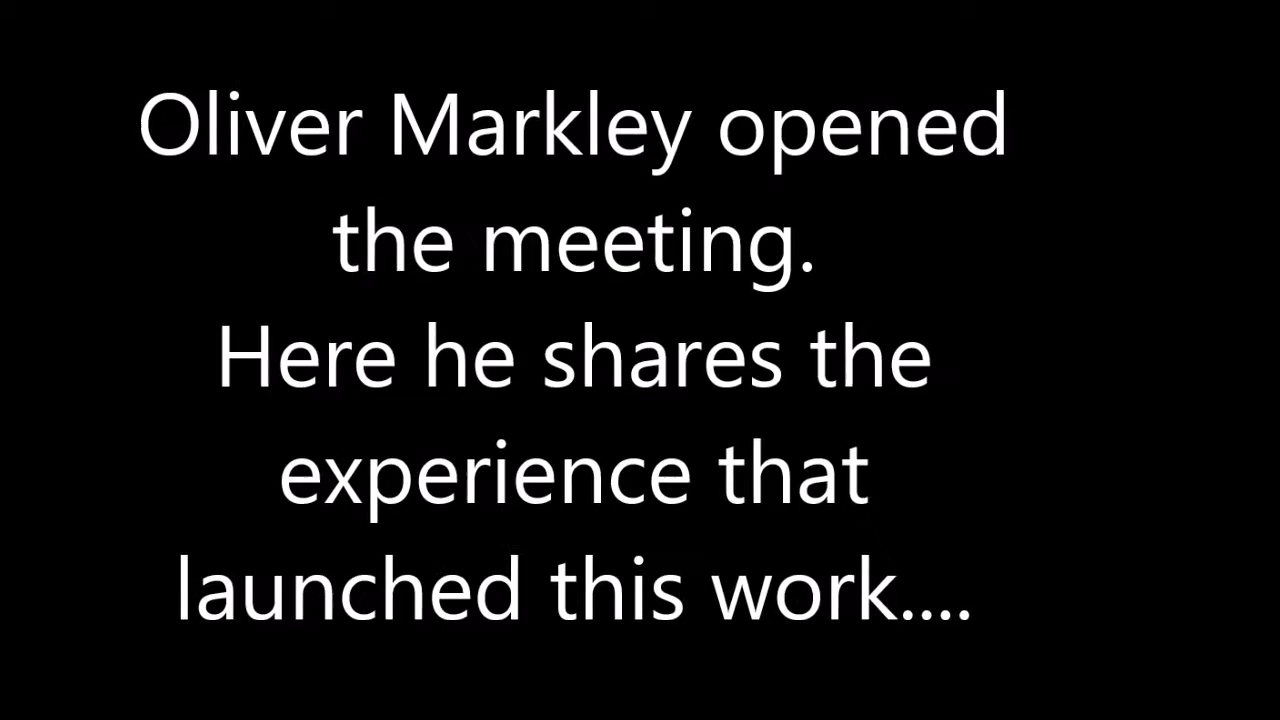 Oliver Markley opened
the meeting.
Here he shares the
experience that
launched this work....